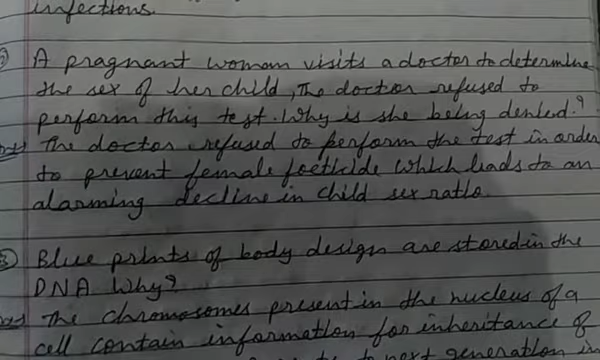 infections.
A pragnant woman visits a doctor to determine
the sex of her child, The doctor refused to
perform this test. Why is she being denied?
The doctor refused to perform the test in order
to prevent female foeticide which leads to an
alarming decline in child sex ratio.
Blue prints of body design are stored in the
DNA Why?
The chromosomes present in the nucleus of a
cell contain information for inheritance of
to next generation in